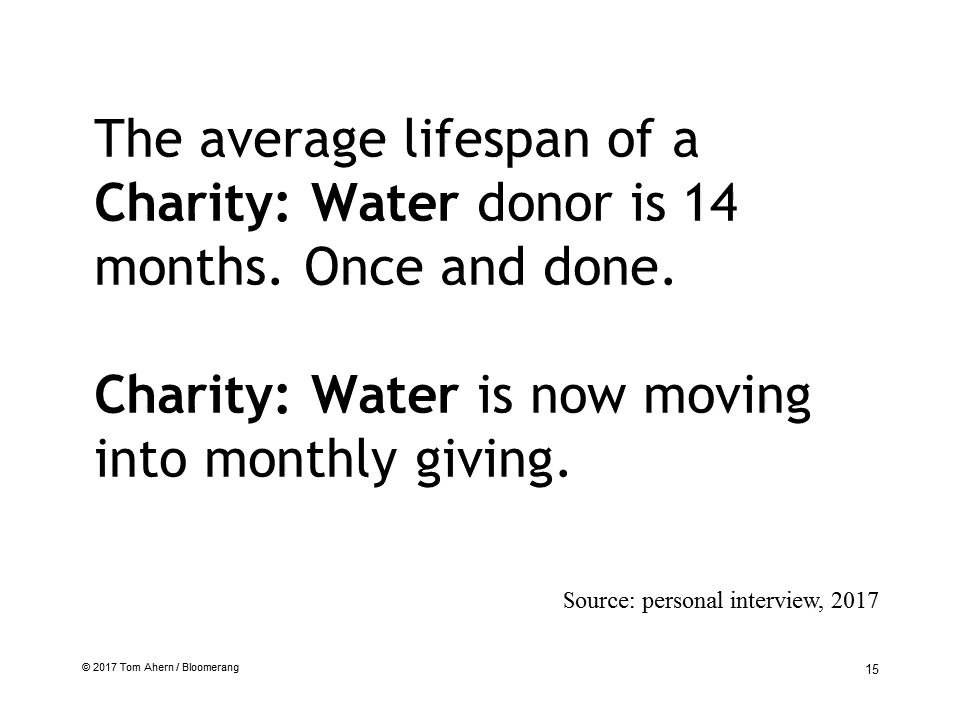 The average lifespan of a
Charity: Water donor is 14
months. Once and done.
Charity: Water is now moving
into monthly giving.
Source: personal interview, 2017
© 2017 Tom Ahern / Bloomerang
15